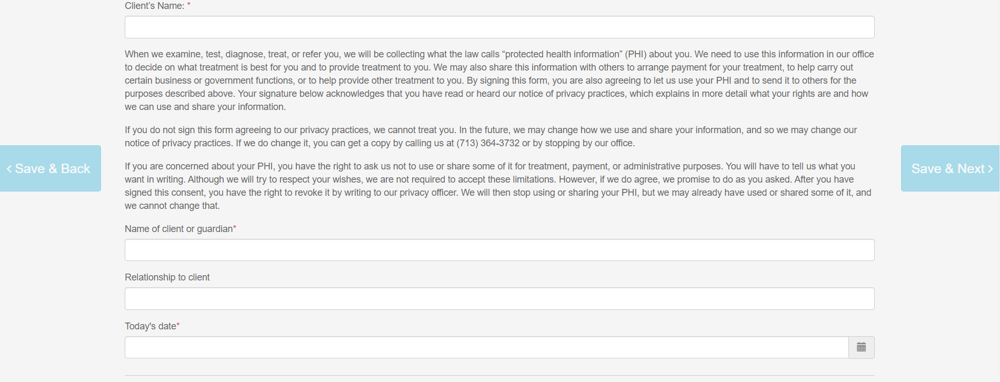 Client’s Name: *
When we examine, test, diagnose, treat, or refer you, we will be collecting what the law calls “protected health information” (PHI) about you. We need to use this information in our office
to decide on what treatment is best for you and to provide treatment to you. We may also share this information with others to arrange payment for your treatment, to help carry out
certain business or government functions, or to help provide other treatment to you. By signing this form, you are also agreeing to let us use your PHI and to send it to others for the
purposes described above. Your signature below acknowledges that you have read or heard our notice of privacy practices, which explains in more detail what your rights are and how
we can use and share your information.
If you do not sign this form agreeing to our privacy practices, we cannot treat you. In the future, we may change how we use and share your information, and so we may change our
notice of privacy practices. If we do change it, you can get a copy by calling us at (713) 364-3732 or by stopping by our office.
‹ Save & Back
Save & Next ›
If you are concerned about your PHI, you have the right to ask us not to use or share some of it for treatment, payment, or administrative purposes. You will have to tell us what you
want in writing. Although we will try to respect your wishes, we are not required to accept these limitations. However, if we do agree, we promise to do as you asked. After you have
signed this consent, you have the right to revoke it by writing to our privacy officer. We will then stop using or sharing your PHI, but we may already have used or shared some of it, and
we cannot change that.
Name of client or guardian*
Relationship to client
Today's date*